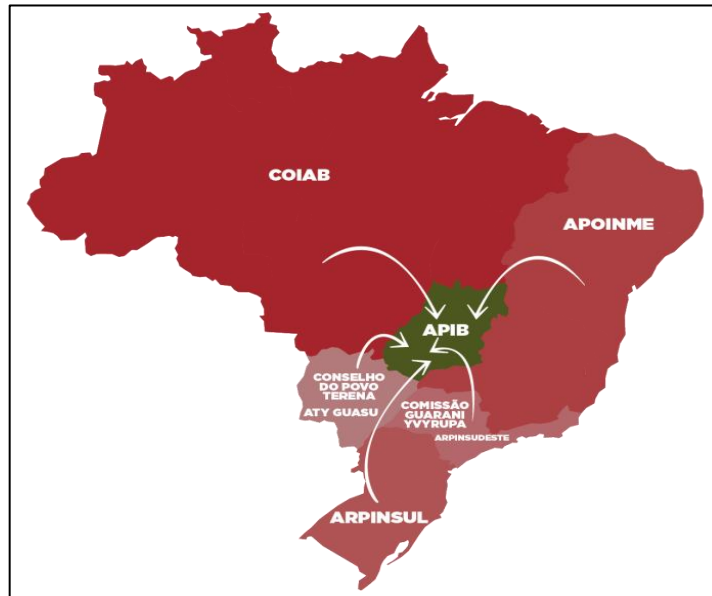 COIAB
APOINME
APIB
CONSELHO
DO POVO
TERENA
ATY GUASU
COMISSÃO
GUARANI
YVYRUPA
ARPINSUDESTE
ARPINSUL